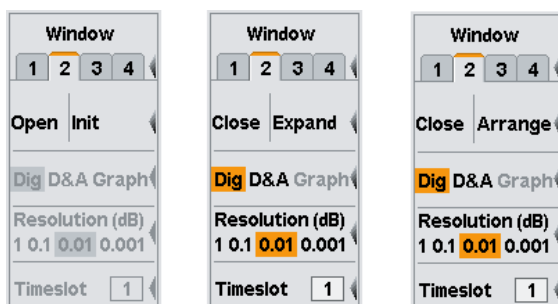 Window
1 2 3 4
Open Init
Dig D&A Graph
Resolution (dB)
1 0.1 0.01 0.001
Timeslot 1
Window
1 2 3 4
Close Expand
Dig D&A Graph
Resolution (dB)
1 0.1 0.01 0.001
Timeslot 1
Window
1 2 3 4
Close Arrange
Dig D&A Graph
Resolution (dB)
1 0.1 0.01 0.001
Timeslot 1